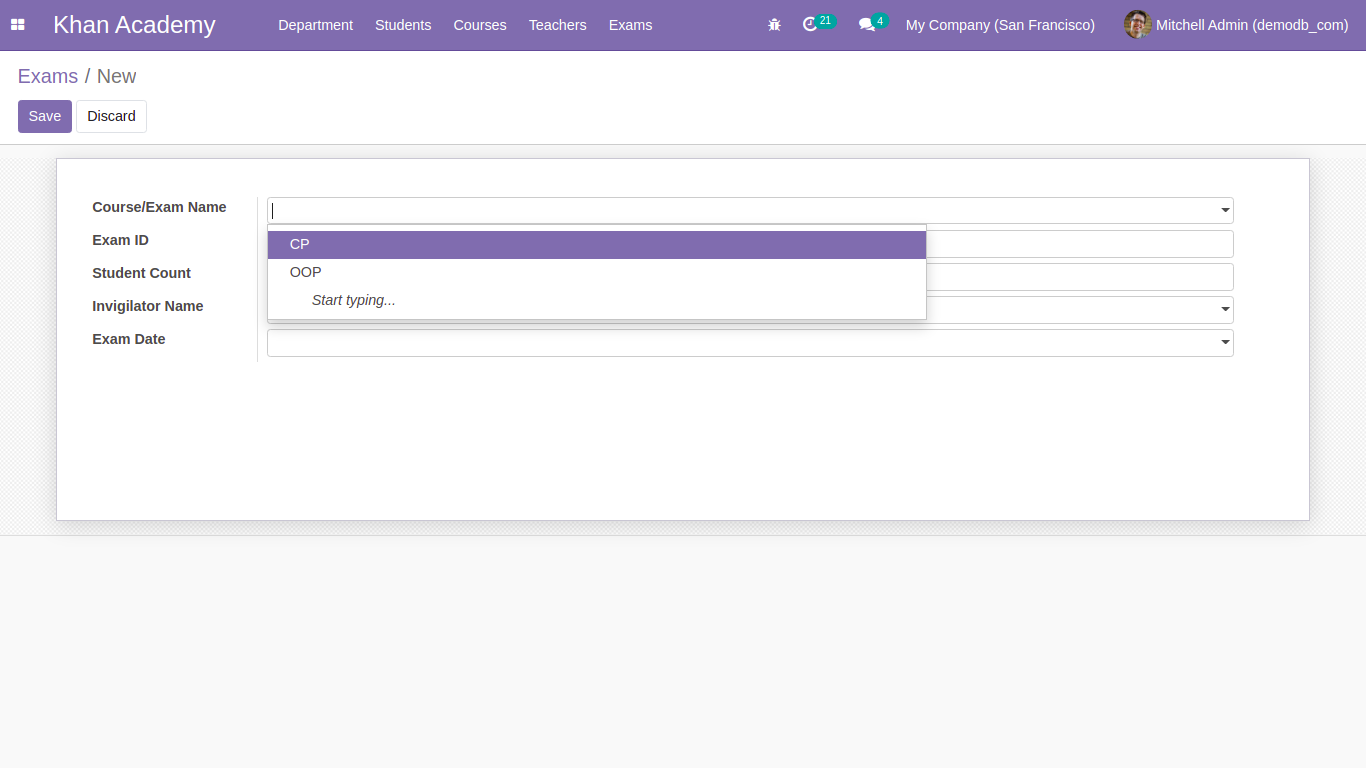 Khan Academy Department Students Courses Teachers Exams 21 4 My Company (San Francisco) Mitchell Admin (demodb_com)
Exams / New
Save Discard
Course/Exam Name
CP
Exam ID
OOP
Student Count
Start typing...
Invigilator Name
Exam Date